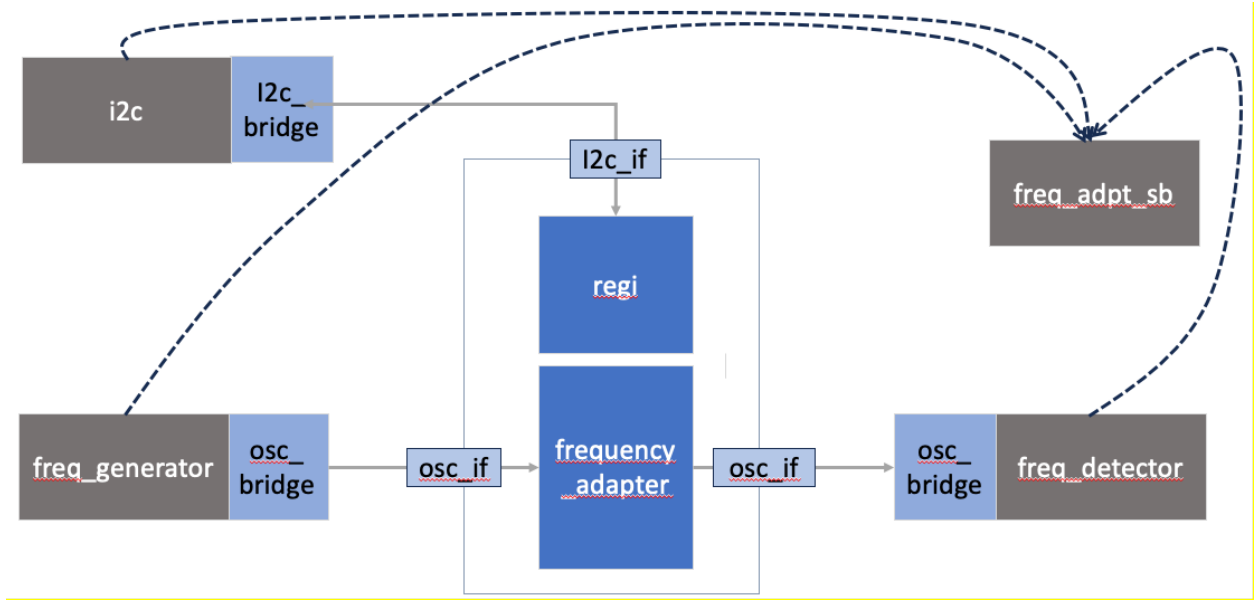 i2c
I2c_
bridge
I2c_if
freq_adpt_sb
regi
freq_generator
osc_
bridge
osc_if
frequency
_adapter
osc_if
osc_
bridge
freq_detector